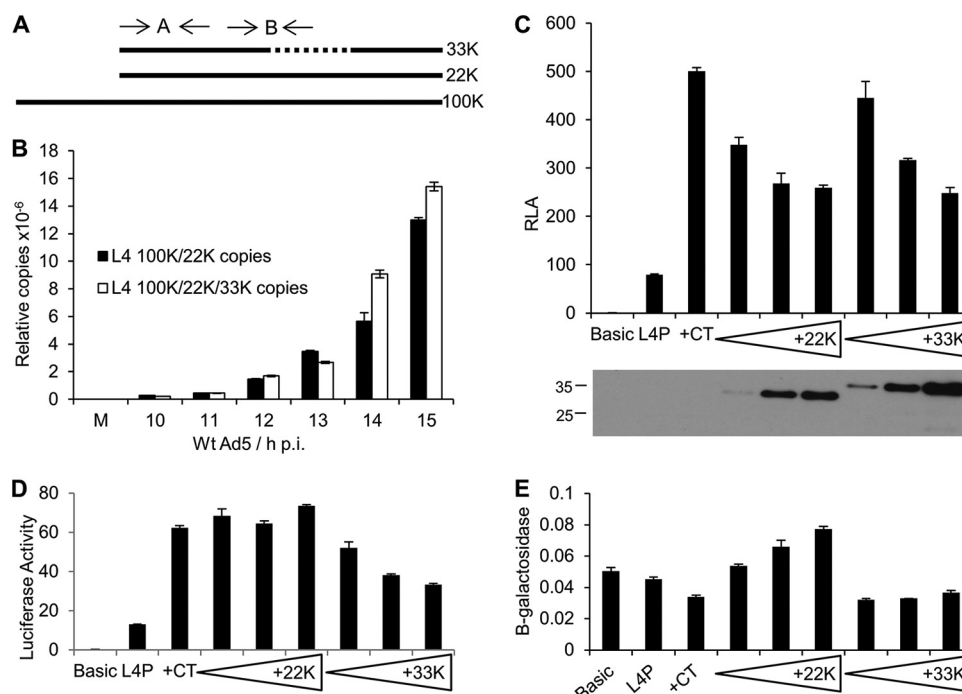 A
A B
33K
22K
100K
B
Relative copies x10-6
18
16
14
12
10
8
6
4
2
0
L4 100K/22K copies
L4 100K/22K/33K copies
M 10 11 12 13 14 15
Wt Ad5 / h p.i.
C
RLA
600
500
400
300
200
100
0
Basic L4P +CT +22K +33K
35
25
D
Luciferase Activity
80
60
40
20
0
Basic L4P +CT +22K +33K
E
B-galactosidase
0.1
0.08
0.06
0.04
0.02
0
Basic L4P +CT +22K +33K